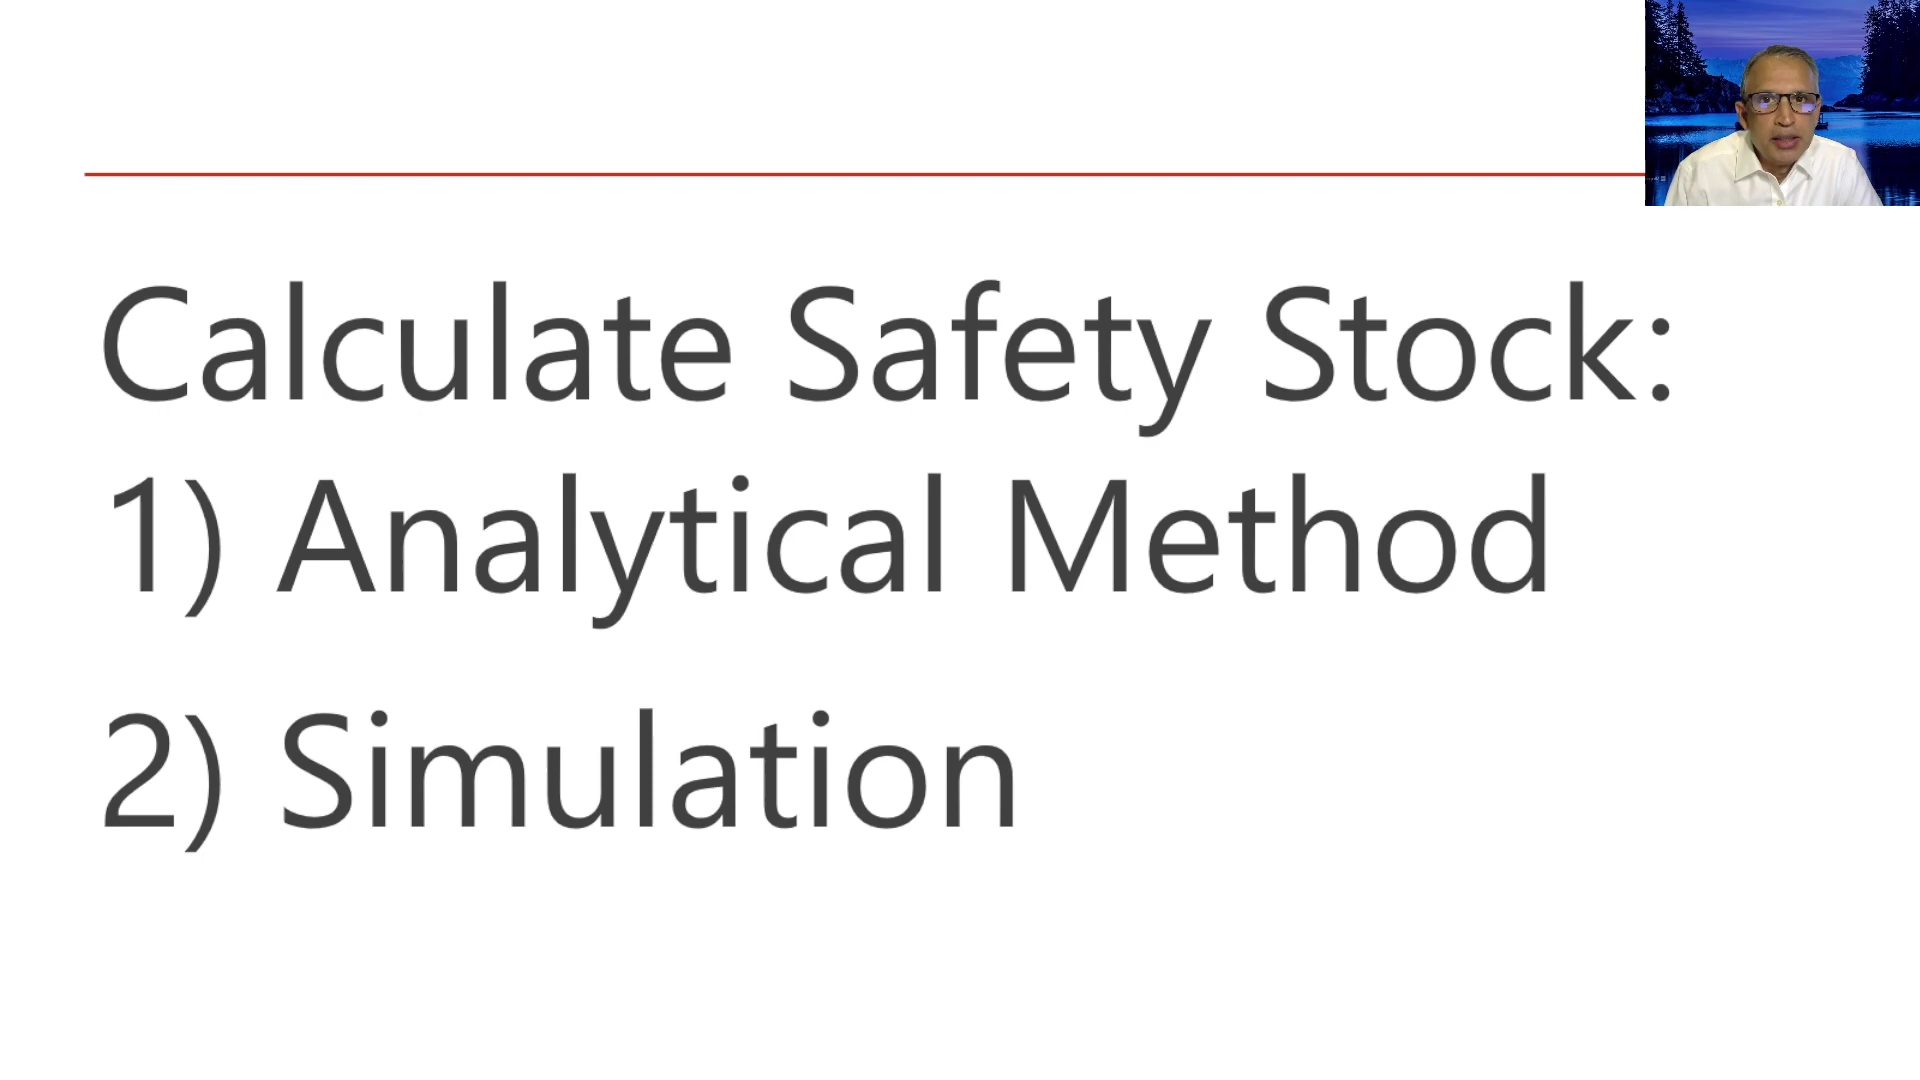 Calculate Safety Stock:
1) Analytical Method
2) Simulation